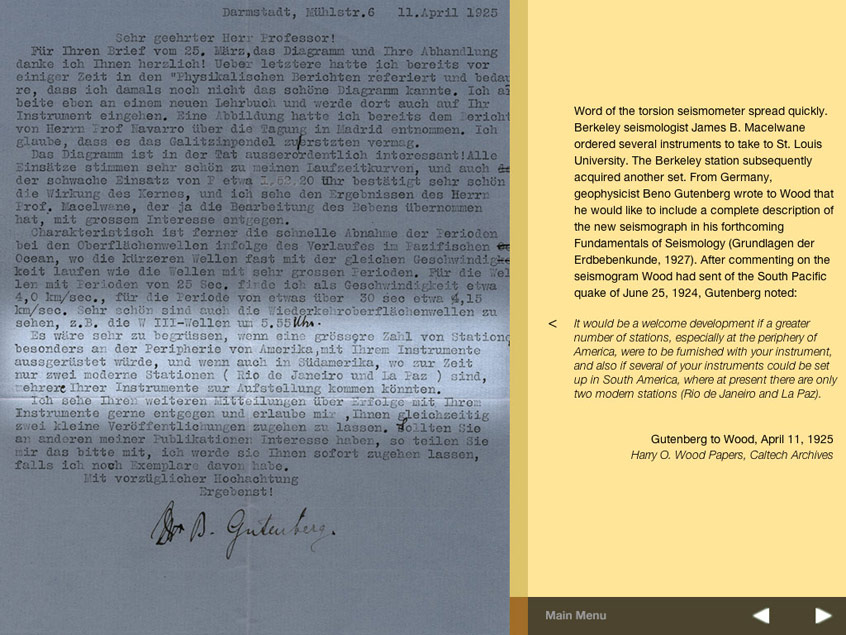 Darmstadt, Mühlstr.6 11.April 1925
Sehr geehrter Herr Professor!
Für Ihren Brief vom 25. März,das Diagramm und Ihre Abhandlung
danke ich Ihnen herzlich! Ueber letztere hatte ich bereits vor
einiger Zeit in den "Physikalischen Berichten referiert und bedau
re, dass ich damals noch nicht das schöne Diagramm kannte. Ich a
beite eben an einem neuen Lehrbuch und werde dort auch auf Ihr
Instrument eingehen. Eine Abbildung hatte ich bereits dem Bericht
von Herrn Prof Navarro über die Tagung in Madrid entnommen. Ich
glaube, dass es das Galitzinpendel zu ersetzten vermag.
Das Diagramm ist in der Tat ausserordentlich interessant!Alle
Einsätze stimmen sehr schön zu meinen Laufzeitkurven, und auch
der schwache Einsatz von P etwa 20 Uhr bestätigt sehr schön
die Wirkung des Kernes, und ich sehe den Ergebnissen des Herrn
Prof. Macelwane, der ja die Bearbeitung des Bebens übernommen
hat, mit grossem Interesse entgegen.
Charakteristisch ist ferner die schnelle Abnahme der Perioden
bei den Oberflächenwellen infolge des Verlaufes im Pazifischen
Ocean, wo die kürzeren Wellen fast mit der gleichen Geschwindig
keit laufen wie die Wellen mit sehr grossen Perioden. Für die Wel
len mit Perioden von 25 Sec. finde ich als Geschwindigkeit etwa
4,0 km/sec., für die Periode von etwas über 30 sec etwa 4,15
km/sec. Sehr schön sind auch die Wiederkehroberflächenwellen zu
sehen, z.B. die W III-Wellen um 5.55 Uhr.
Es wäre sehr zu begrüssen, wenn eine grössere Zahl von Station
besonders an der Peripherie von Amerika,mit Ihrem Instrumente
ausgerüstet würde, und wenn auch in Südamerika, wo zur Zeit
nur zwei moderne Stationen ( Rio de Janeiro und La Paz ) sind,
mehrere Ihrer Instrumente zur Aufstellung kommen könnten.
Ich sehe Ihren weiteren Mitteilungen über Erfolge mit Ihrem
Instrumente gerne entgegen und erlaube mir ,Ihnen gleichzeitig
zwei kleine Veröffentlichungen zugehen zu lassen. Sollten Sie
an anderen meiner Publikationen Interesse haben, so teilen Sie
mir das bitte mit, ich werde sie Ihnen sofort zugehen lassen,
falls ich noch Exemplare davon habe.
Mit vorzüglicher Hochachtung
Ergebenst!
Dr B. Gutenberg.
Word of the torsion seismometer spread quickly.
Berkeley seismologist James B. Macelwane
ordered several instruments to take to St. Louis
University. The Berkeley station subsequently
acquired another set. From Germany,
geophysicist Beno Gutenberg wrote to Wood that
he would like to include a complete description of
the new seismograph in his forthcoming
Fundamentals of Seismology (Grundlagen der
Erdbebenkunde, 1927). After commenting on the
seismogram Wood had sent of the South Pacific
quake of June 25, 1924, Gutenberg noted:
< It would be a welcome development if a greater
number of stations, especially at the periphery of
America, were to be furnished with your instrument,
and also if several of your instruments could be set
up in South America, where at present there are only
two modern stations (Rio de Janeiro and La Paz).
Gutenberg to Wood, April 11, 1925
Harry O. Wood Papers, Caltech Archives
Main Menu